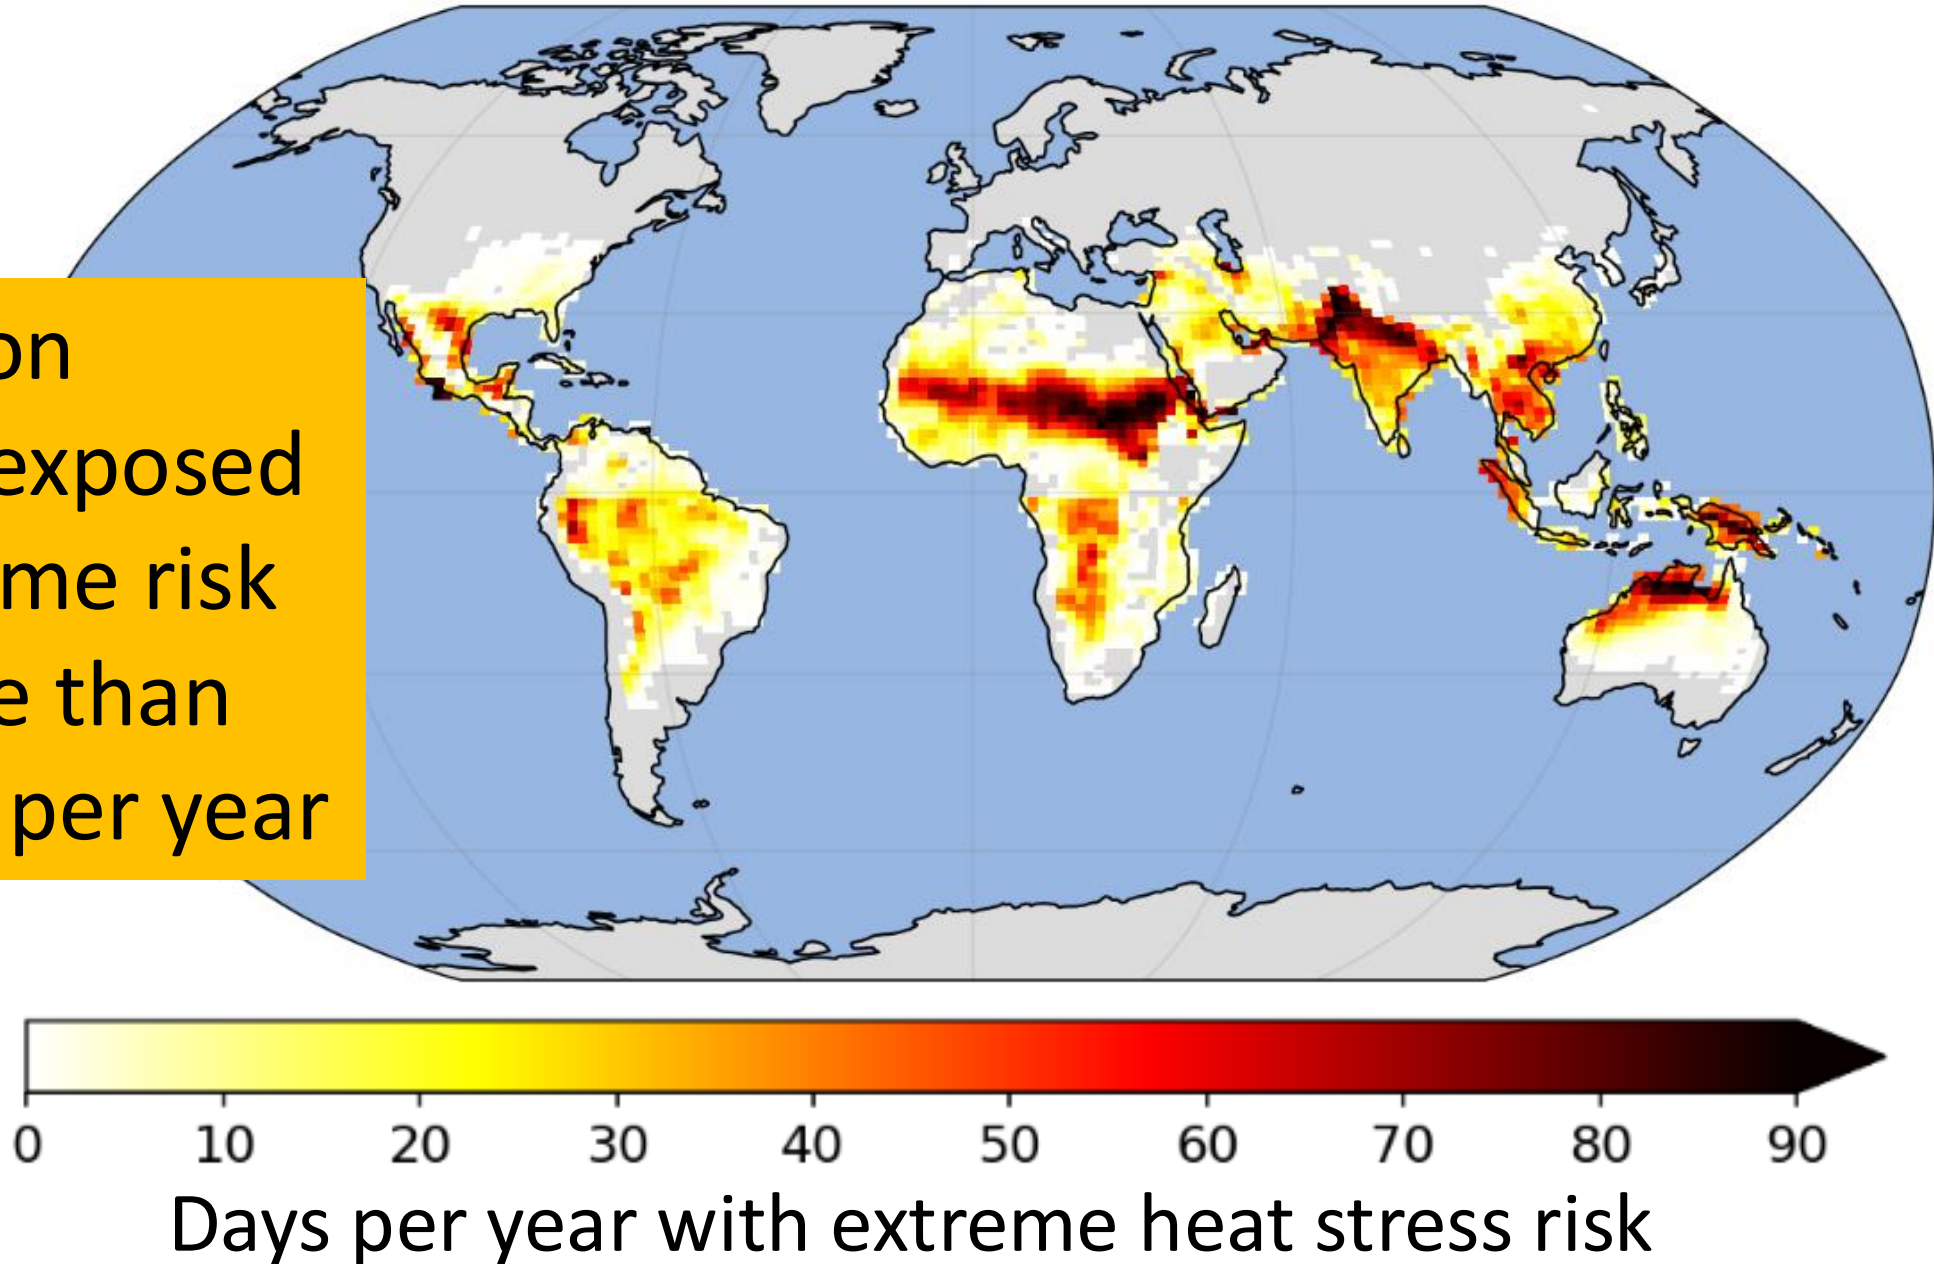 on
exposed
me risk
e than
per year
0 10 20 30 40 50 60 70 80 90
Days per year with extreme heat stress risk